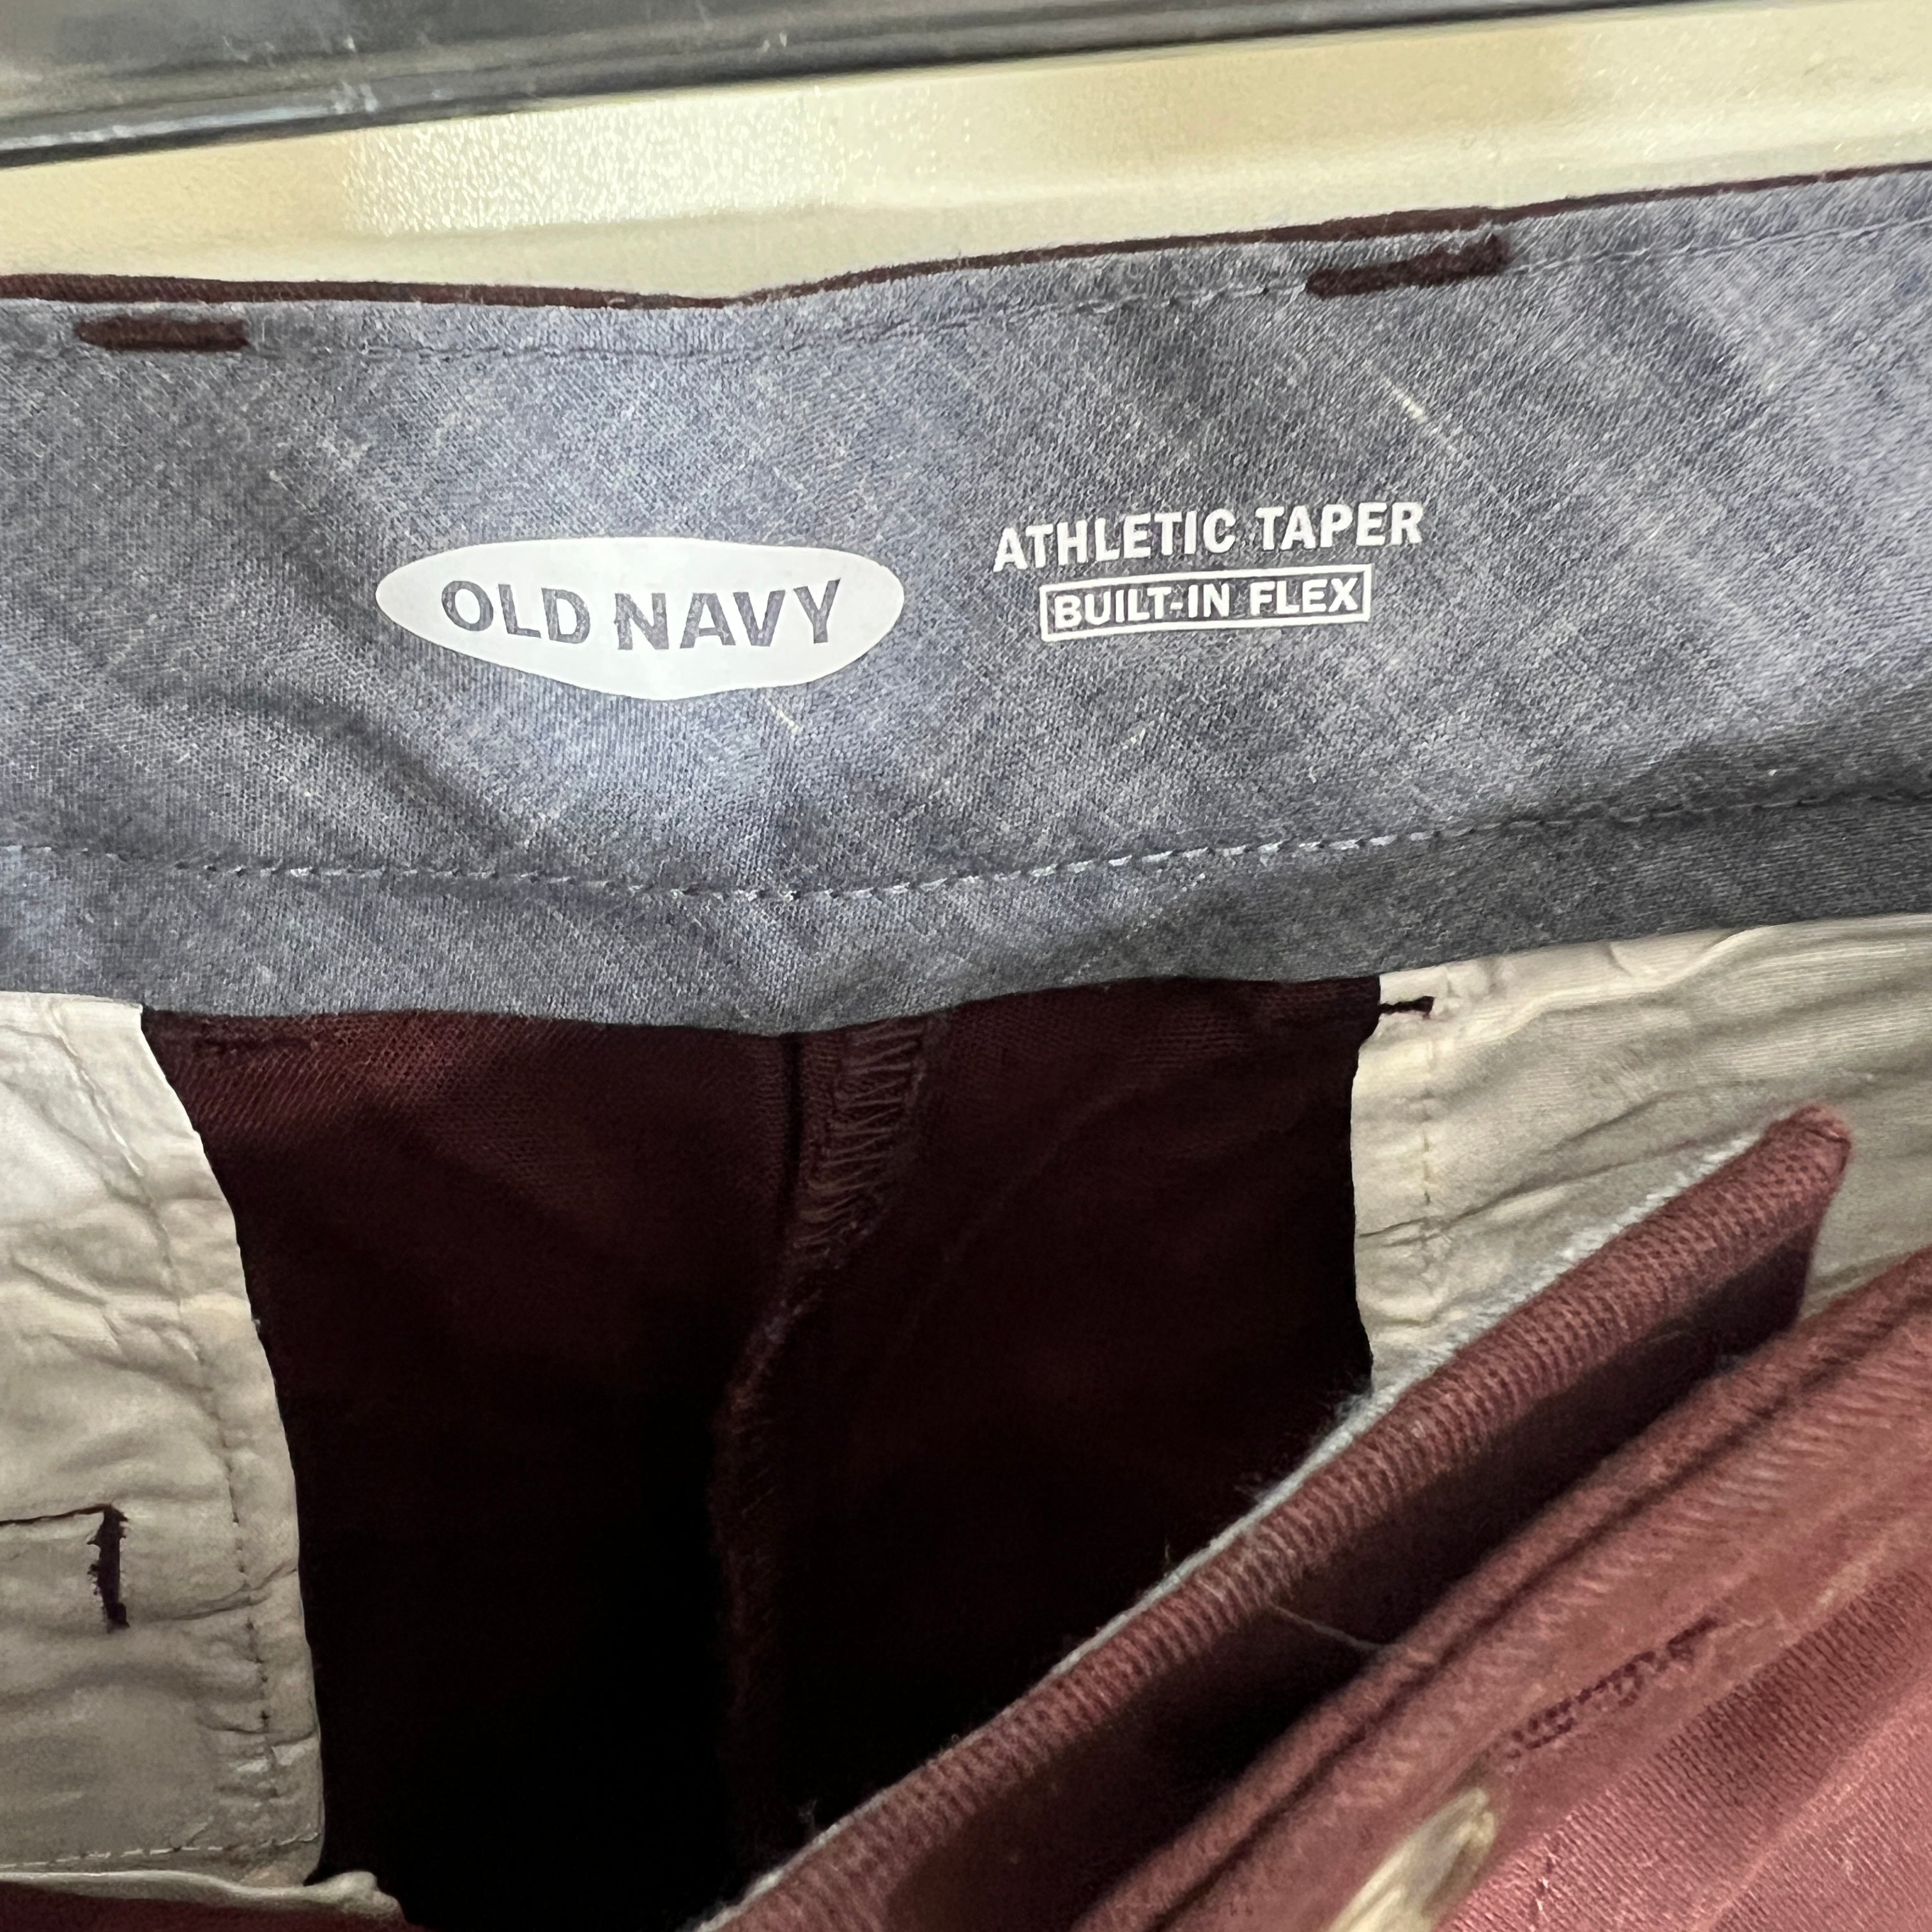 OLD NAVY
ATHLETIC TAPER
BUILT-IN FLEX